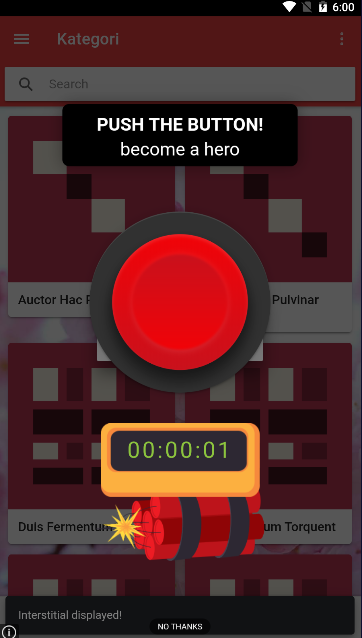 6:00
Kategori
Search
PUSH THE BUTTON!
become a hero
Auctor Hac
Pulvinar
00:00:01
Duis Fermentum
um Torquent
Interstitial displayed!
NO THANKS